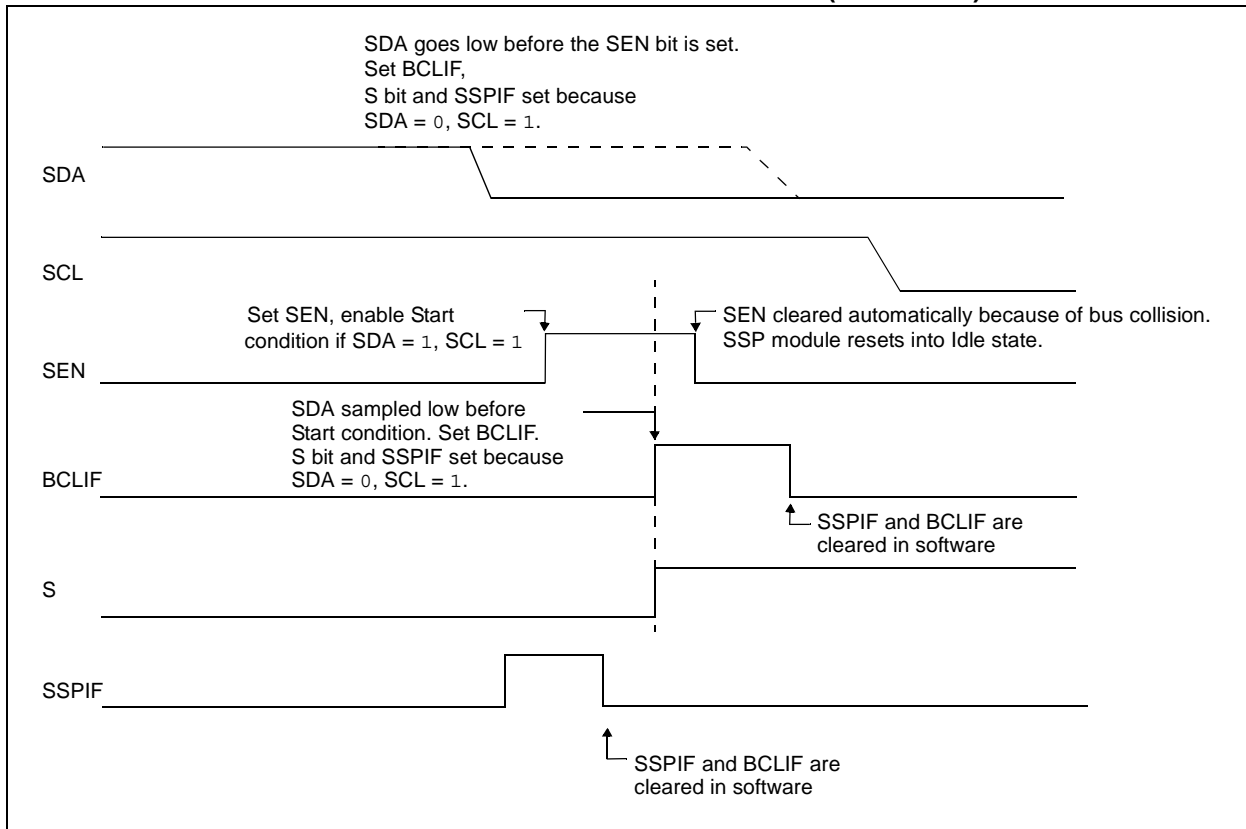 SDA goes low before the SEN bit is set.
Set BCLIF,
S bit and SSPIF set because
SDA = 0, SCL = 1.
SDA
SCL
Set SEN, enable Start
condition if SDA = 1, SCL = 1
SEN cleared automatically because of bus collision.
SSP module resets into Idle state.
SEN
SDA sampled low before
Start condition. Set BCLIF.
S bit and SSPIF set because
SDA = 0, SCL = 1.
BCLIF
SSPIF and BCLIF are
cleared in software
S
SSPIF
SSPIF and BCLIF are
cleared in software